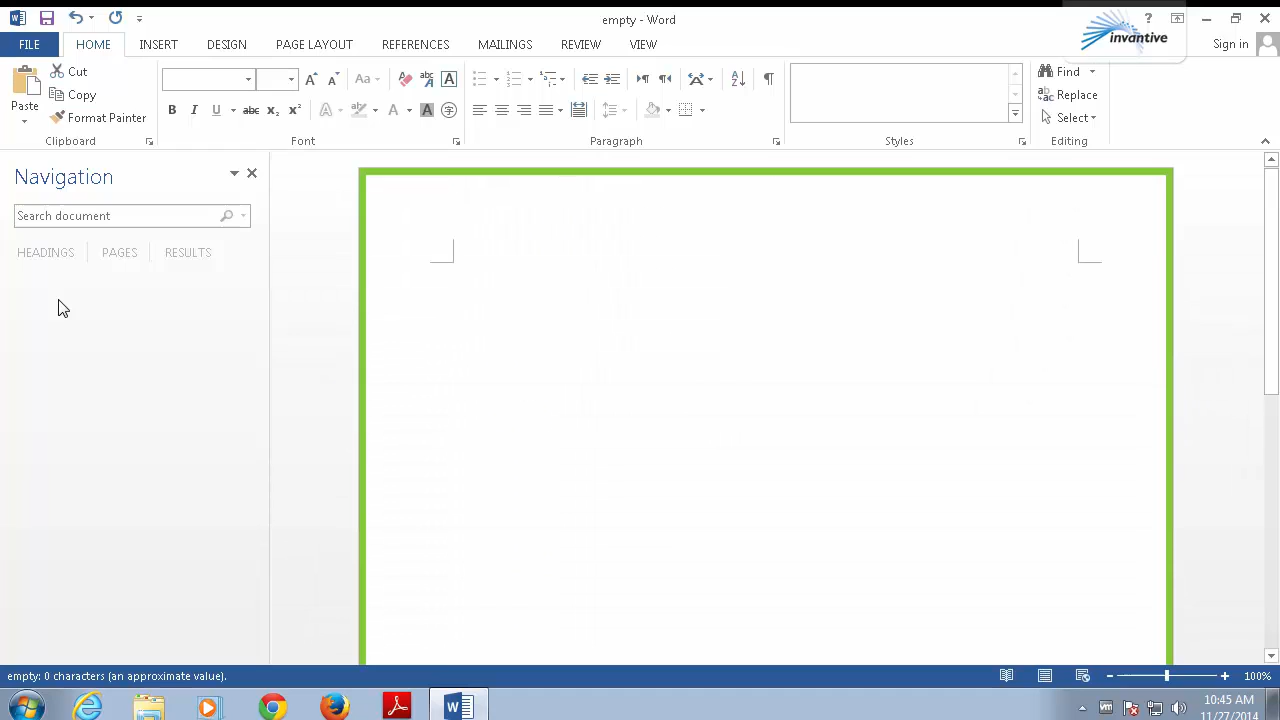 empty - Word
invantive
FILE HOME INSERT DESIGN PAGE LAYOUT MAILINGS REVIEW VIEW Sign in
Paste Cut Aa Find
Copy Replace
Format Painter Select
Clipboard Font Paragraph Styles Editing
Navigation
Search document
HEADINGS PAGES RESULTS
empty: 0 characters (an approximate value). 100%
10:45 AM
11/27/2014